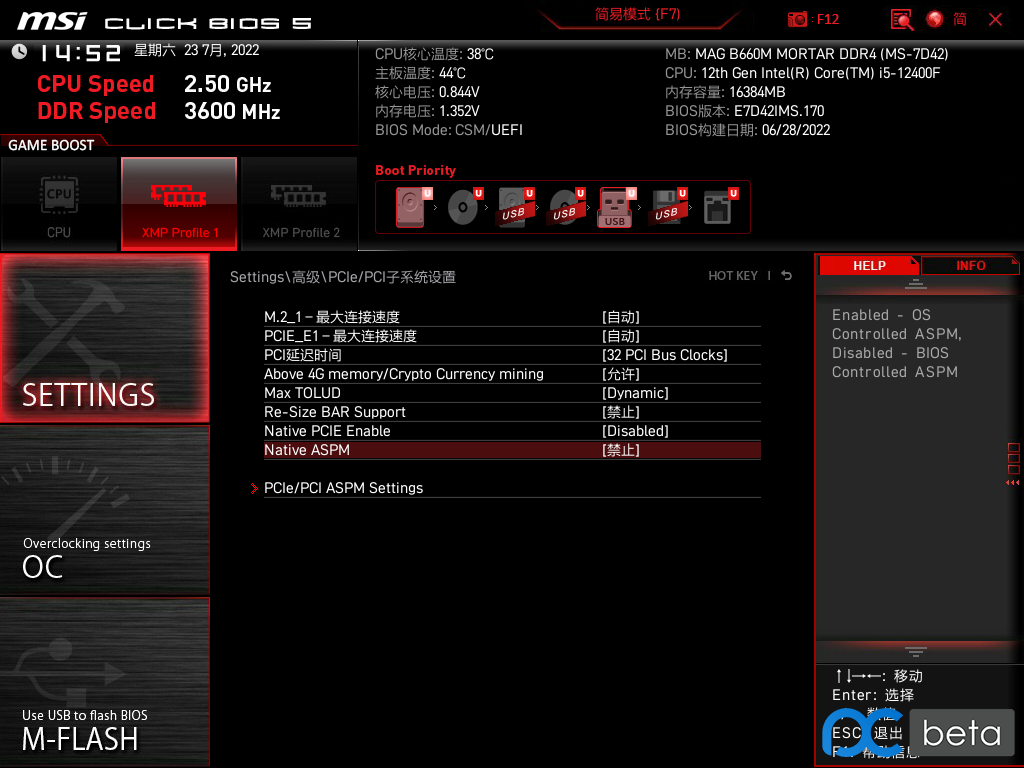 msi CLICK BIOS 5
简易模式 (F7)
F12
简
14:52 星期六 23 7月, 2022
CPU Speed 2.50 GHz
DDR Speed 3600 MHz
CPU核心温度: 38°C
主板温度: 44°C
核心电压: 0.844V
内存电压: 1.352V
BIOS Mode: CSM/UEFI
MB: MAG B660M MORTAR DDR4 (MS-7D42)
CPU: 12th Gen Intel(R) Core(TM) i5-12400F
内存容量: 16384MB
BIOS版本: E7D42IMS.170
BIOS构建日期: 06/28/2022
GAME BOOST
CPU
CPU
XMP Profile 1
XMP Profile 2
Boot Priority
U U U USB U USB U USB U USB U
SETTINGS
Overclocking settings
OC
Use USB to flash BIOS
M-FLASH
Settings\高级\PCIe/PCI子系统设置
HOT KEY |
M.2_1 – 最大连接速度 [自动]
PCIE_E1 – 最大连接速度 [自动]
PCI延迟时间 [32 PCI Bus Clocks]
Above 4G memory/Crypto Currency mining [允许]
Max TOLUD [Dynamic]
Re-Size BAR Support [禁止]
Native PCIE Enable [Disabled]
Native ASPM [禁止]
PCIe/PCI ASPM Settings
HELP
INFO
Enabled - OS
Controlled ASPM,
Disabled - BIOS
Controlled ASPM
↑↓→←: 移动
Enter: 选择
数值
ESC: 退出
帮助信息
PC beta